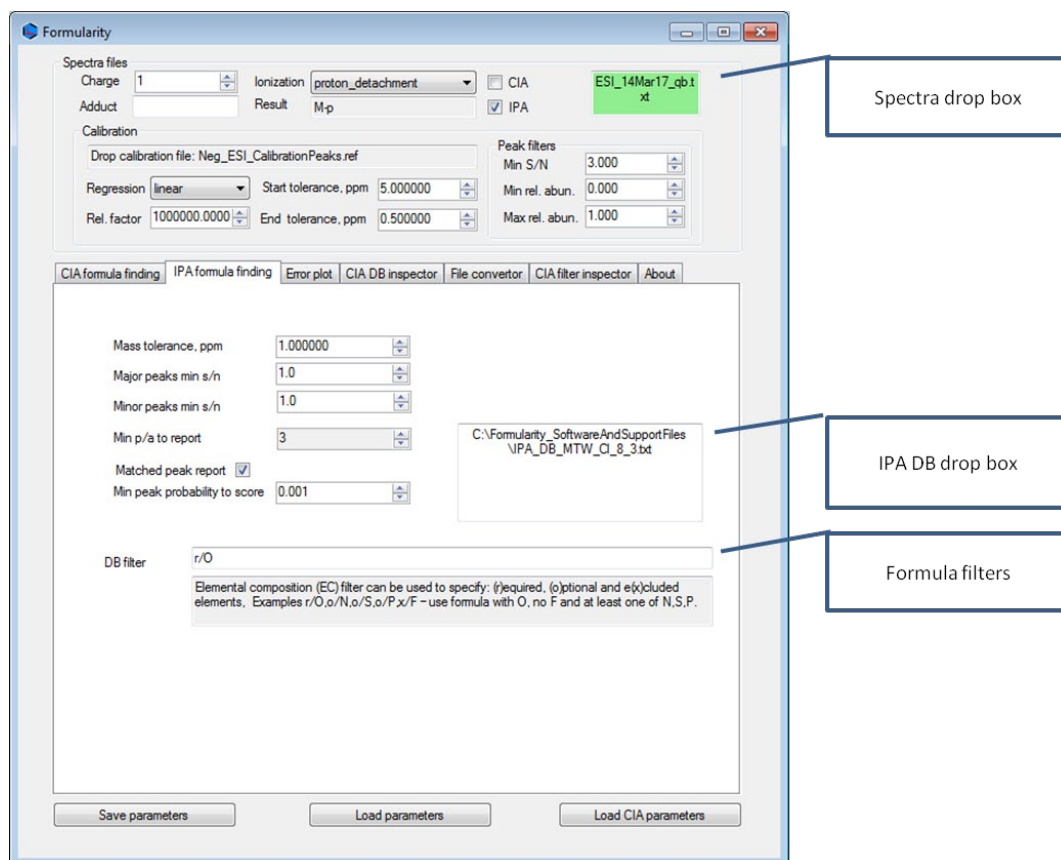 Formularity
Spectra files
Charge 1 Ionization proton_detachment CIA
Adduct Result M-p IPA
ESI_14Mar17_qb.t
xt
Spectra drop box
Calibration
Drop calibration file: Neg_ESI_CalibrationPeaks.ref
Regression linear Start tolerance, ppm 5.000000
Rel. factor 1000000.0000 End tolerance, ppm 0.500000
Peak filters
Min S/N 3.000
Min rel. abun. 0.000
Max rel. abun. 1.000
CIA formula finding IPA formula finding Error plot CIA DB inspector File convertor CIA filter inspector About
Mass tolerance, ppm 1.000000
Major peaks min s/n 1.0
Minor peaks min s/n 1.0
Min p/a to report 3
Matched peak report
Min peak probability to score 0.001
C:\Formularity_SoftwareAndSupportFiles
\IPA_DB_MTW_Cl_8_3.txt
IPA DB drop box
DB filter r/O
Formula filters
Elemental composition (EC) filter can be used to specify: (r)equired, (o)ptional and e(x)cluded
elements, Examples r/O,o/N,o/S,o/P,x/F – use formula with O, no F and at least one of N,S,P.
Save parameters Load parameters Load CIA parameters